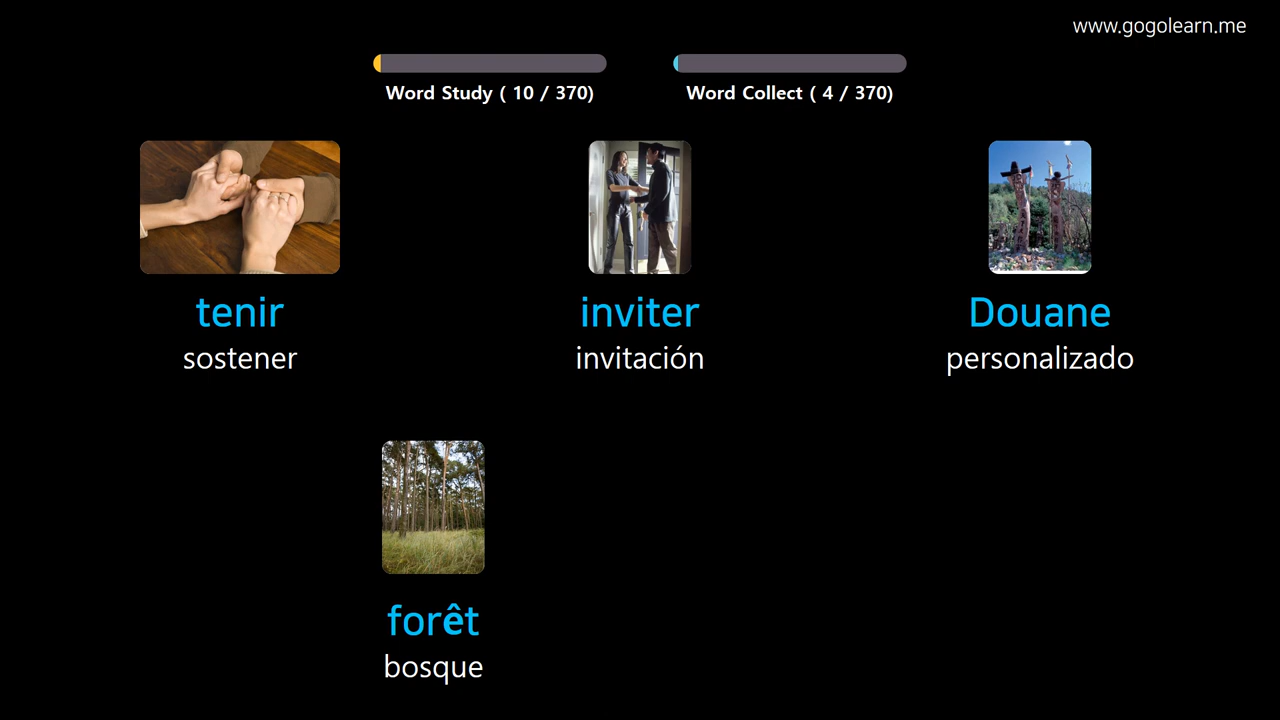 www.gogolearn.me
Word Study ( 10 / 370)
Word Collect ( 4 / 370)
tenir
sostener
inviter
invitación
Douane
personalizado
forêt
bosque